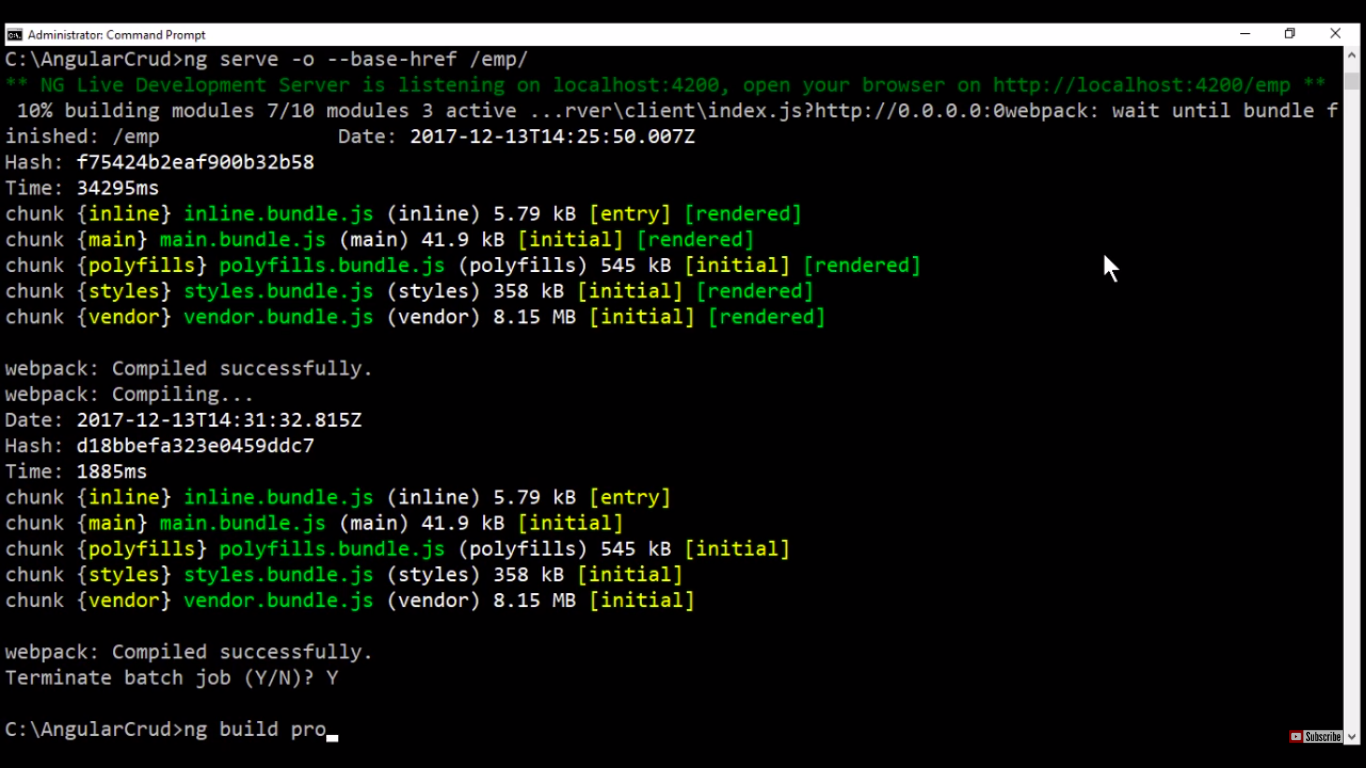 Administrator: Command Prompt
C:\AngularCrud>ng serve -o --base-href /emp/
** NG Live Development Server is listening on localhost:4200, open your browser on http://localhost:4200/emp **
10% building modules 7/10 modules 3 active ...rver\client\index.js?http://0.0.0.0:0webpack: wait until bundle f
inished: /emp Date: 2017-12-13T14:25:50.007Z
Hash: f75424b2eaf900b32b58
Time: 34295ms
chunk {inline} inline.bundle.js (inline) 5.79 kB [entry] [rendered]
chunk {main} main.bundle.js (main) 41.9 kB [initial] [rendered]
chunk {polyfills} polyfills.bundle.js (polyfills) 545 kB [initial] [rendered]
chunk {styles} styles.bundle.js (styles) 358 kB [initial] [rendered]
chunk {vendor} vendor.bundle.js (vendor) 8.15 MB [initial] [rendered]
webpack: Compiled successfully.
webpack: Compiling...
Date: 2017-12-13T14:31:32.815Z
Hash: d18bbefa323e0459ddc7
Time: 1885ms
chunk {inline} inline.bundle.js (inline) 5.79 kB [entry]
chunk {main} main.bundle.js (main) 41.9 kB [initial]
chunk {polyfills} polyfills.bundle.js (polyfills) 545 kB [initial]
chunk {styles} styles.bundle.js (styles) 358 kB [initial]
chunk {vendor} vendor.bundle.js (vendor) 8.15 MB [initial]
webpack: Compiled successfully.
Terminate batch job (Y/N)? Y
C:\AngularCrud>ng build pro
Subscribe